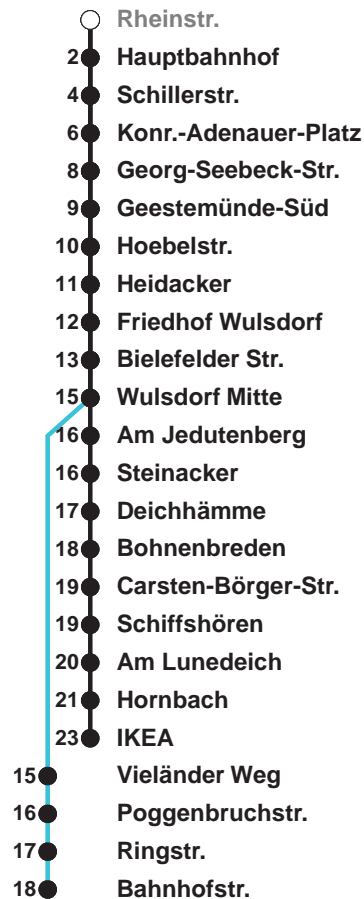 Rheinstr.
2 Hauptbahnhof
4 Schillerstr.
6 Konr.-Adenauer-Platz
8 Georg-Seebeck-Str.
9 Geestemünde-Süd
10 Hoebelstr.
11 Heidacker
12 Friedhof Wulsdorf
13 Bielefelder Str.
15 Wulsdorf Mitte
16 Am Jedutenberg
16 Steinacker
17 Deichhämme
18 Bohnenbreden
19 Carsten-Börger-Str.
19 Schiffshören
20 Am Lunedeich
21 Hornbach
23 IKEA
15 Vieländer Weg
16 Poggenbruchstr.
17 Ringstr.
18 Bahnhofstr.